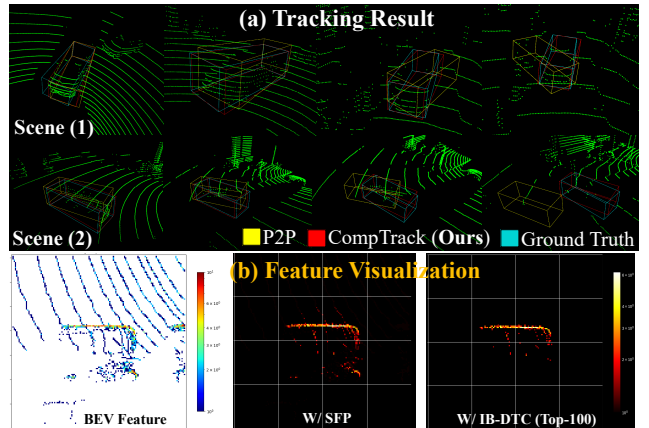 (a) Tracking Result
Scene (1)
Scene (2)
P2P CompTrack (Ours) Ground Truth
(b) Feature Visualization
BEV Feature
W/ SFP
W/ IB-DTC (Top-100)